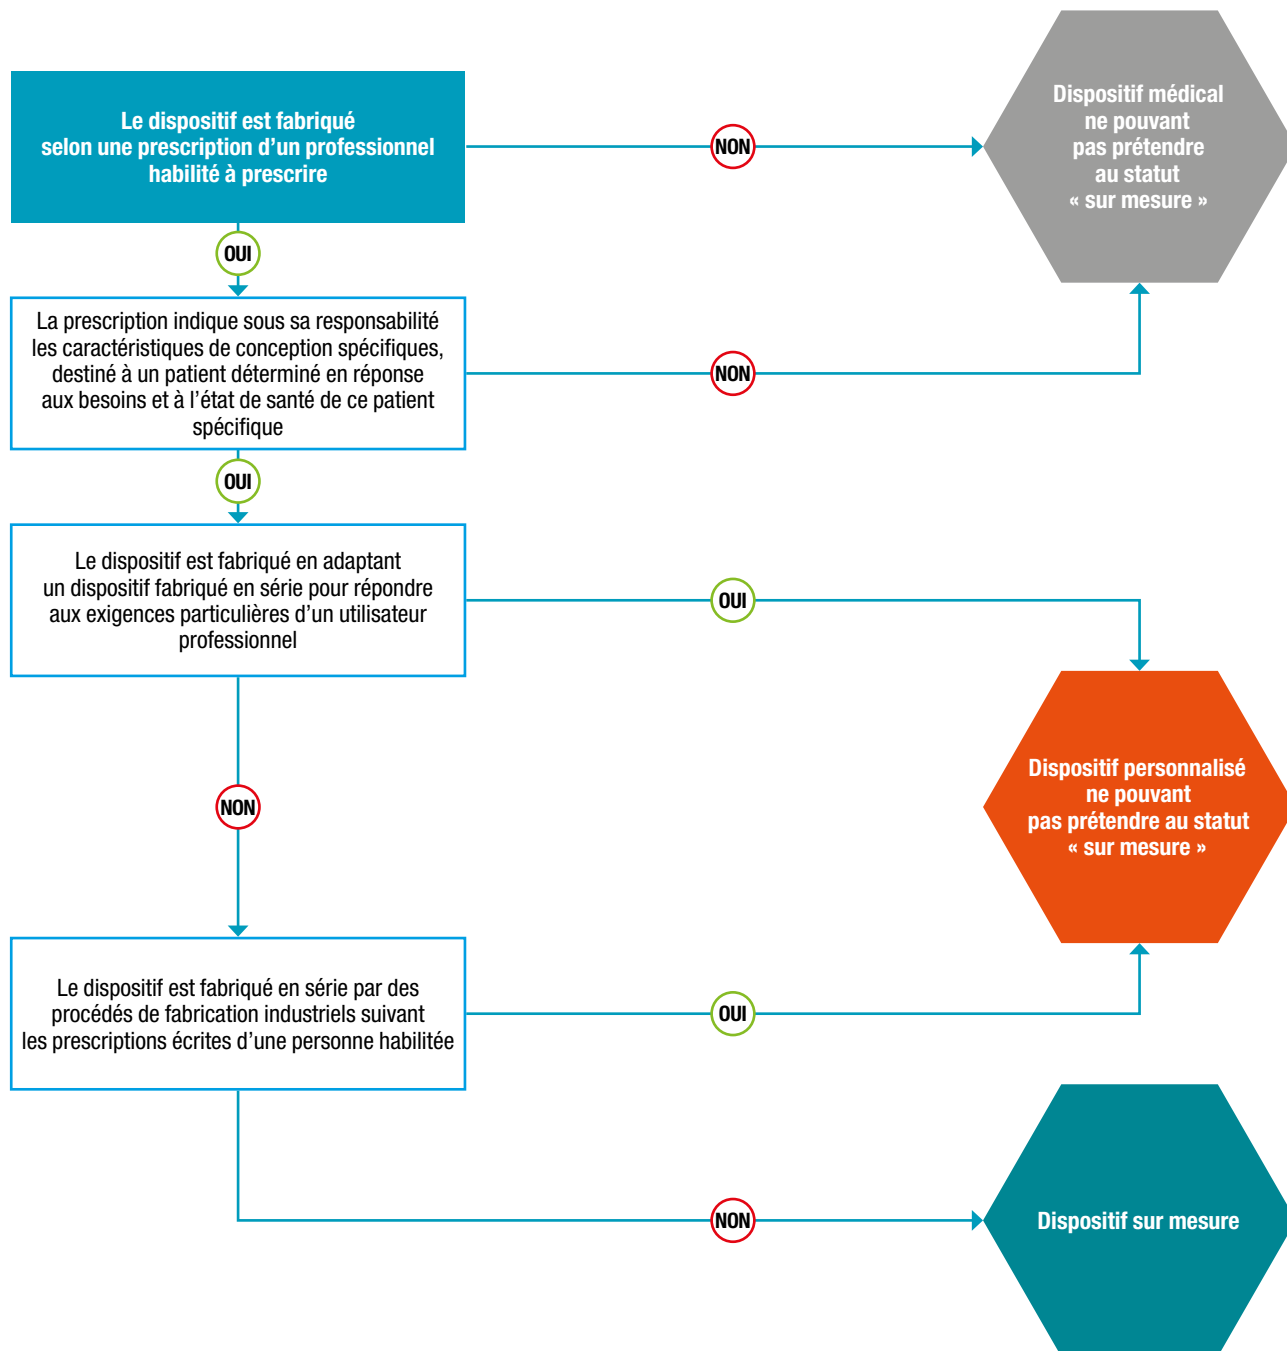 Le dispositif est fabriqué
selon une prescription d’un professionnel
habilité à prescrire
NON
Dispositif médical
ne pouvant
pas prétendre
au statut
« sur mesure »
OUI
La prescription indique sous sa responsabilité
les caractéristiques de conception spécifiques,
destiné à un patient déterminé en réponse
aux besoins et à l’état de santé de ce patient
spécifique
NON
OUI
Le dispositif est fabriqué en adaptant
un dispositif fabriqué en série pour répondre
aux exigences particulières d’un utilisateur
professionnel
OUI
Dispositif personnalisé
ne pouvant
pas prétendre au statut
« sur mesure »
NON
Le dispositif est fabriqué en série par des
procédés de fabrication industriels suivant
les prescriptions écrites d’une personne habilitée
OUI
NON
Dispositif sur mesure